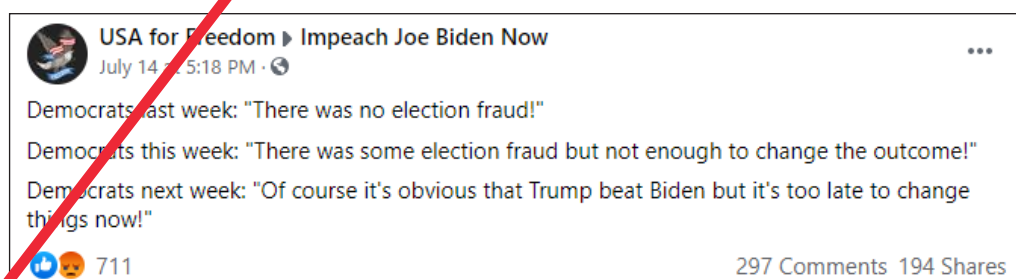 USA for Freedom ▸ Impeach Joe Biden Now
July 14 at 5:18 PM ·
Democrats last week: "There was no election fraud!"
Democrats this week: "There was some election fraud but not enough to change the outcome!"
Democrats next week: "Of course it's obvious that Trump beat Biden but it's too late to change
things now!"
711 297 Comments 194 Shares